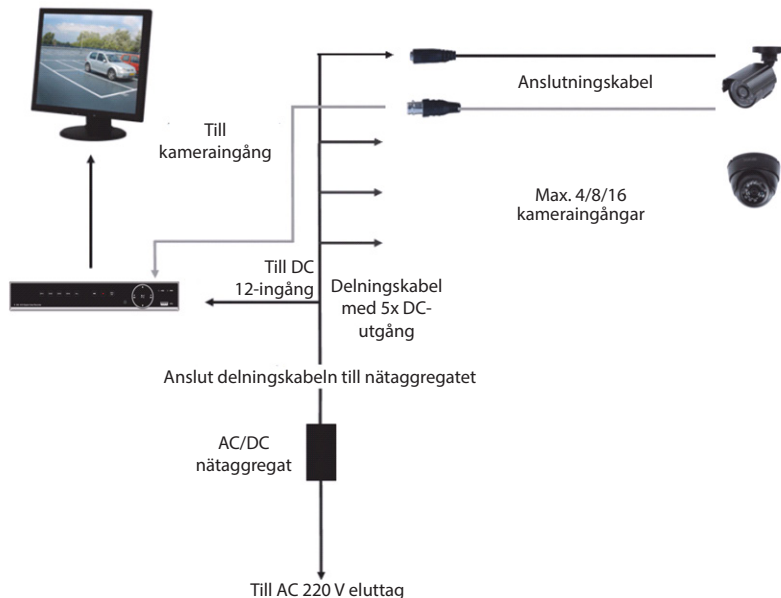 Till
kameraingång
Anslutningskabel
Max. 4/8/16
kameraingångar
Till DC
12-ingång
Delningskabel
med 5x DC-
utgång
Anslut delningskabeln till nätaggregatet
AC/DC
nätaggregat
Till AC 220 V eluttag